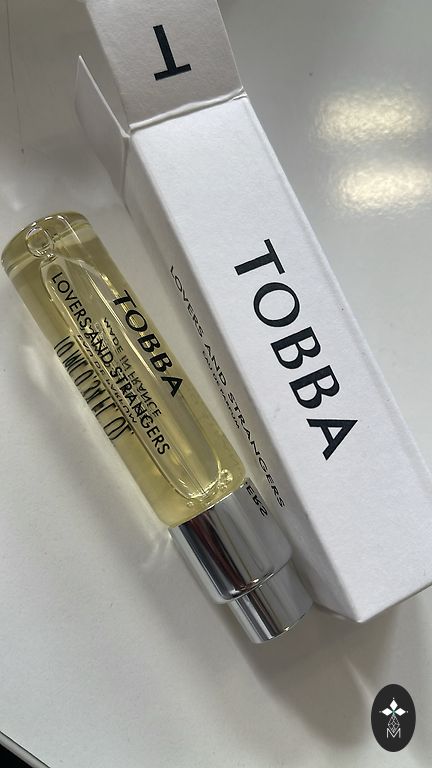 T
TOBBA
LOVERS AND STRANGERS
TOBBA
LOVERS AND STRANGERS
MADE IN FRANCE
M